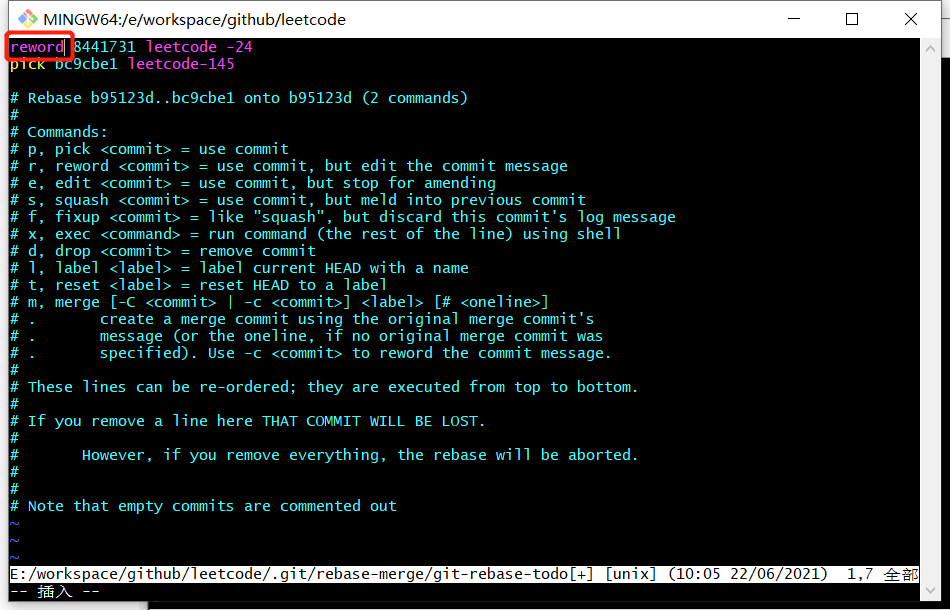 MINGW64:/e/workspace/github/leetcode
reword 8441731 leetcode -24
pick bc9cbe1 leetcode-145
# Rebase b95123d..bc9cbe1 onto b95123d (2 commands)
#
# Commands:
# p, pick <commit> = use commit
# r, reword <commit> = use commit, but edit the commit message
# e, edit <commit> = use commit, but stop for amending
# s, squash <commit> = use commit, but meld into previous commit
# f, fixup <commit> = like "squash", but discard this commit's log message
# x, exec <command> = run command (the rest of the line) using shell
# d, drop <commit> = remove commit
# l, label <label> = label current HEAD with a name
# t, reset <label> = reset HEAD to a label
# m, merge [-C <commit> | -c <commit>] <label> [# <oneline>]
# .       create a merge commit using the original merge commit's
# .       message (or the oneline, if no original merge commit was
# .       specified). Use -c <commit> to reword the commit message.
#
# These lines can be re-ordered; they are executed from top to bottom.
#
# If you remove a line here THAT COMMIT WILL BE LOST.
#
#       However, if you remove everything, the rebase will be aborted.
#
#
# Note that empty commits are commented out
~
~
~
E:/workspace/github/leetcode/.git/rebase-merge/git-rebase-todo[+] [unix] (10:05 22/06/2021)  1,7 全部
-- 插入 --